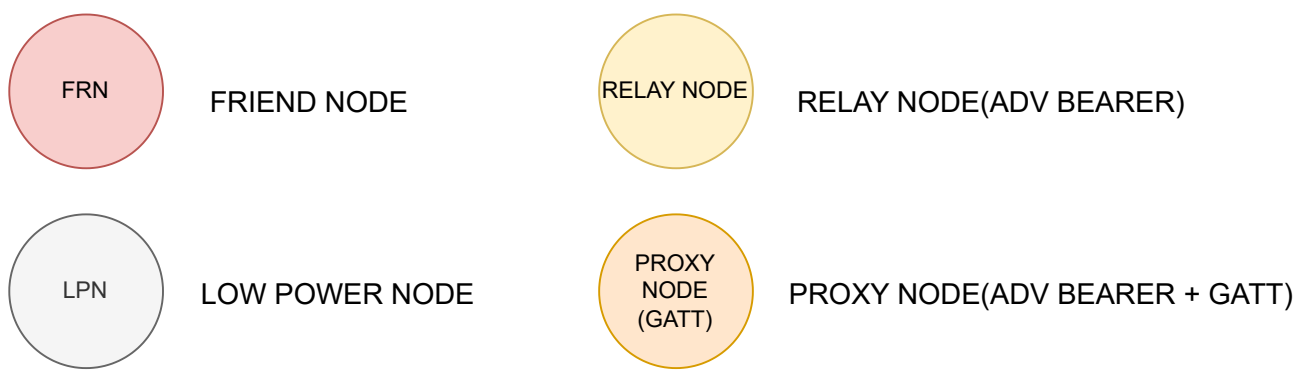 FRN
FRIEND NODE
RELAY NODE
RELAY NODE(ADV BEARER)
LPN
LOW POWER NODE
PROXY
NODE
(GATT)
PROXY NODE(ADV BEARER + GATT)